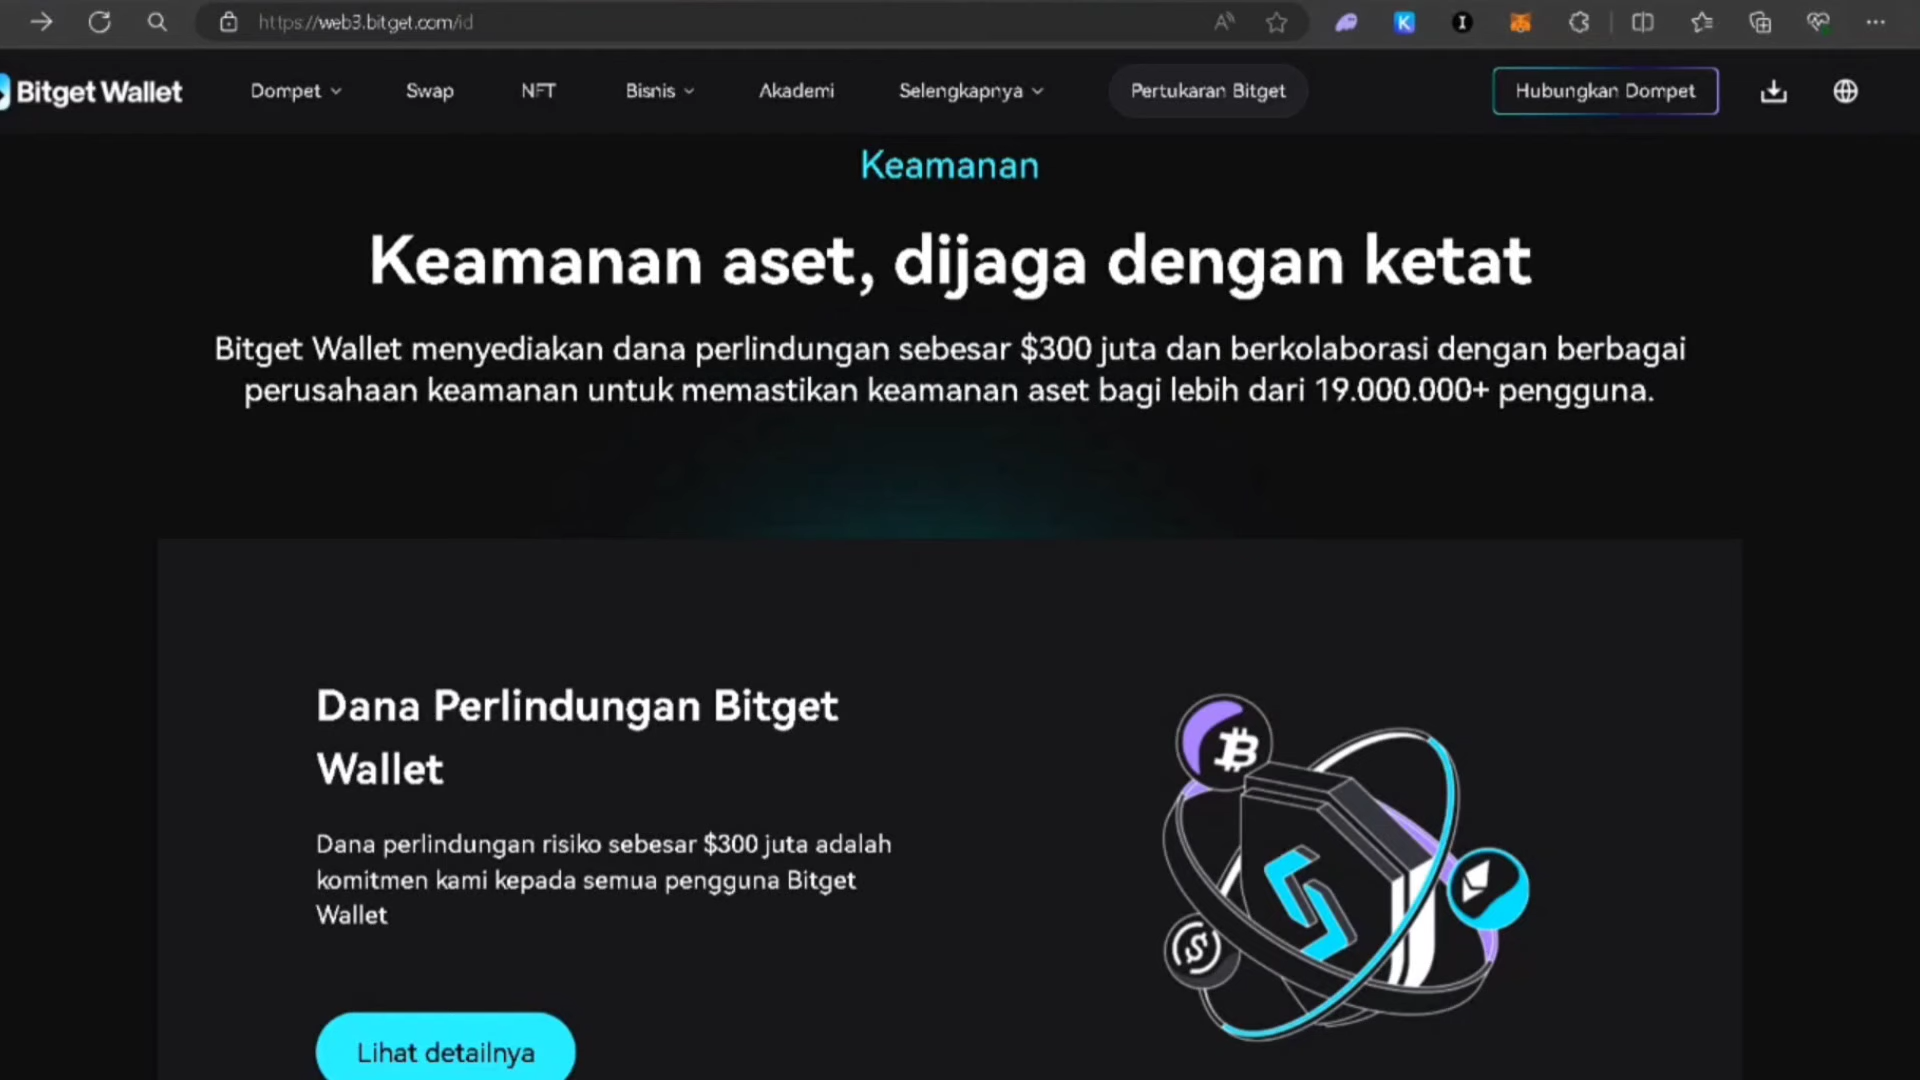 https://web3.bitget.com/id
Bitget Wallet
Dompet
Swap
NFT
Bisnis
Akademi
Selengkapnya
Pertukaran Bitget
Hubungkan Dompet
Keamanan
Keamanan aset, dijaga dengan ketat
Bitget Wallet menyediakan dana perlindungan sebesar $300 juta dan berkolaborasi dengan berbagai
perusahaan keamanan untuk memastikan keamanan aset bagi lebih dari 19.000.000+ pengguna.
Dana Perlindungan Bitget
Wallet
Dana perlindungan risiko sebesar $300 juta adalah
komitmen kami kepada semua pengguna Bitget
Wallet
Lihat detailnya